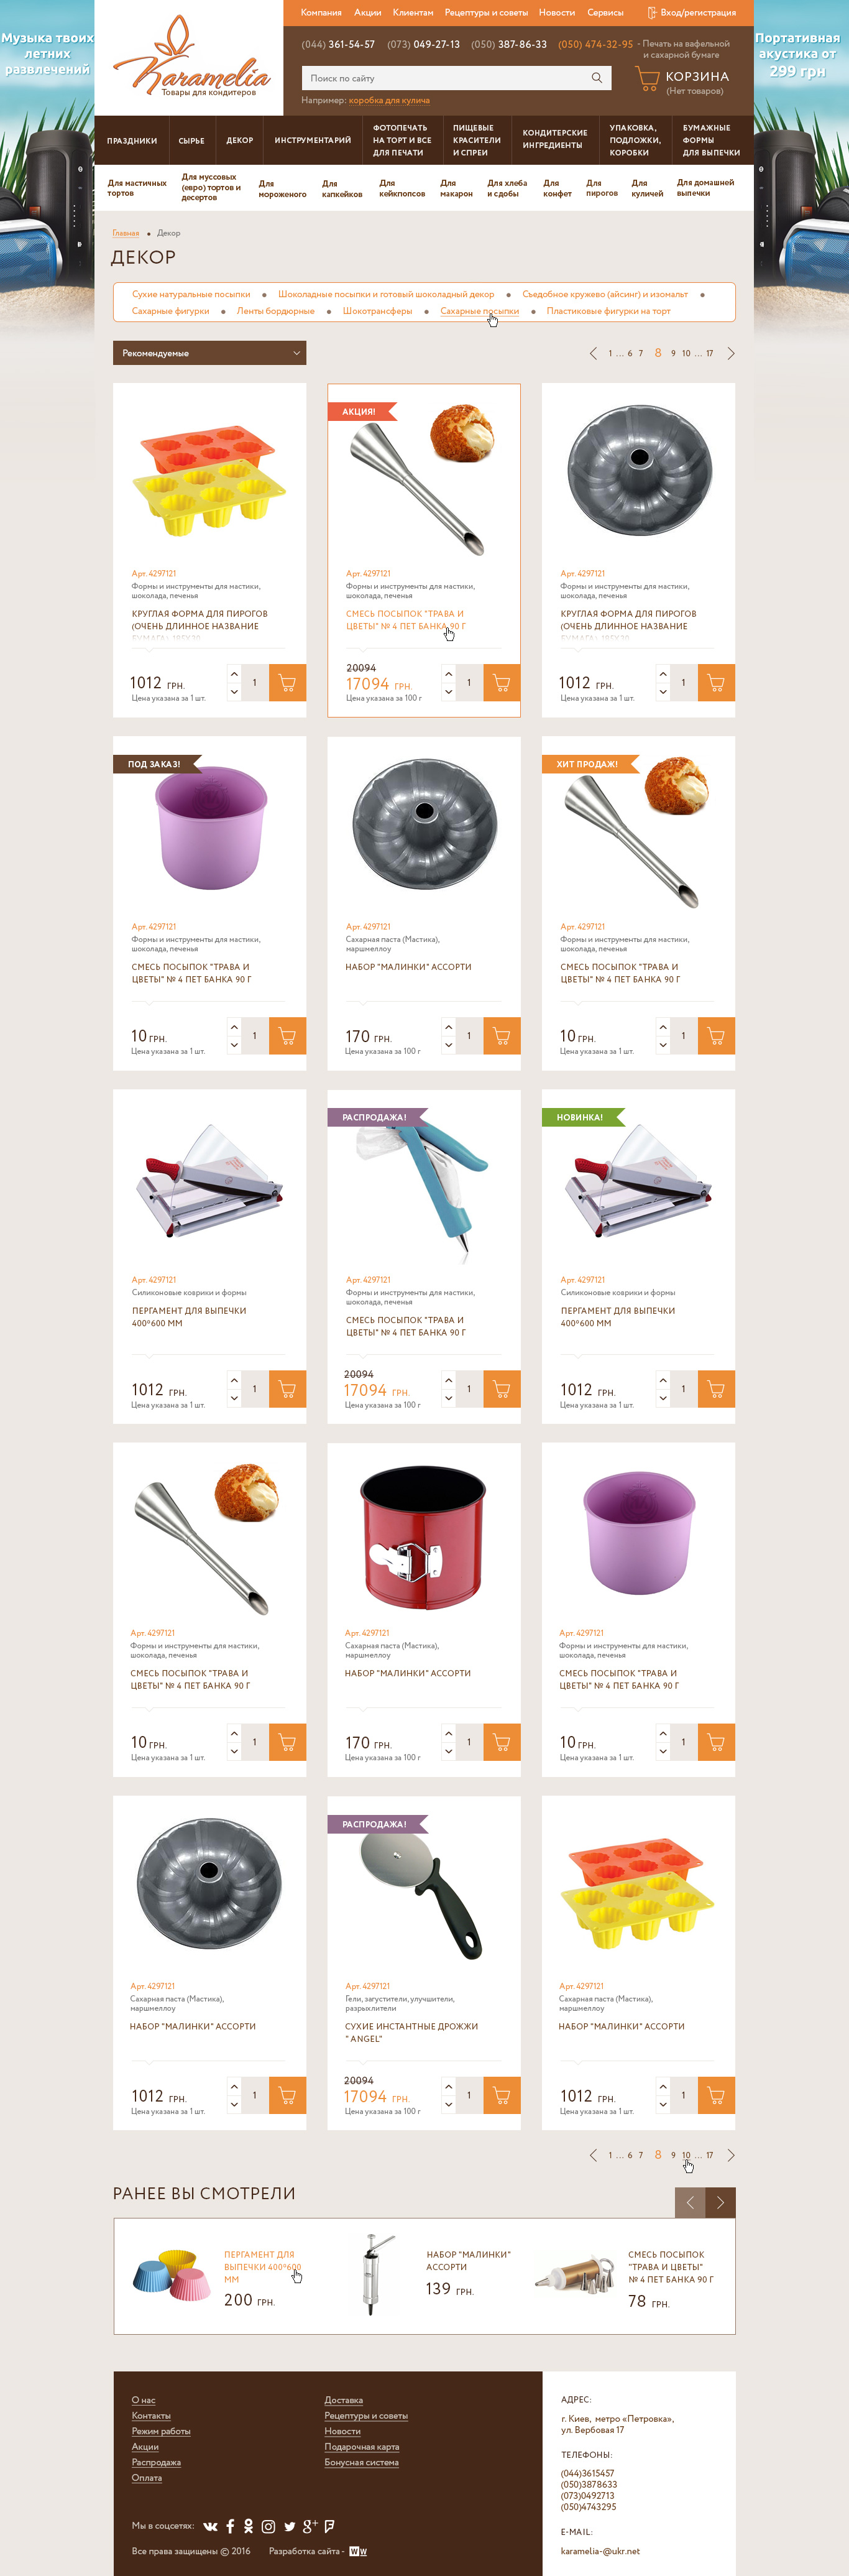 Музыка твоих
летних
развлечений
Портативная
акустика от
299 грн
Karamelia
Товары для кондитеров
Компания Акции Клиентам Рецептуры и советы Новости Сервисы Вход/регистрация
(044) 361-54-57 (073) 049-27-13 (050) 387-86-33 (050) 474-32-95 - Печать на вафельной
и сахарной бумаге
Поиск по сайту
КОРЗИНА
(Нет товаров)
Например: коробка для кулича
ПРАЗДНИКИ
СЫРЬЕ
ДЕКОР
ИНСТРУМЕНТАРИЙ
ФОТОПЕЧАТЬ
НА ТОРТ И ВСЕ
ДЛЯ ПЕЧАТИ
ПИЩЕВЫЕ
КРАСИТЕЛИ
И СПРЕИ
КОНДИТЕРСКИЕ
ИНГРЕДИЕНТЫ
УПАКОВКА,
ПОДЛОЖКИ,
КОРОБКИ
БУМАЖНЫЕ
ФОРМЫ
ДЛЯ ВЫПЕЧКИ
Для мастичных
тортов
Для муссовых
(евро) тортов и
десертов
Для
мороженого
Для
капкейков
Для
кейкпопсов
Для
макарон
Для хлеба
и сдобы
Для
конфет
Для
пирогов
Для
куличей
Для домашней
выпечки
Главная • Декор
ДЕКОР
Сухие натуральные посыпки • Шоколадные посыпки и готовый шоколадный декор • Съедобное кружево (айсинг) и изомальт •
Сахарные фигурки • Ленты бордюрные • Шокотрансферы • Сахарные посыпки • Пластиковые фигурки на торт
Рекомендуемые
1 ... 6 7 8 9 10 ... 17
Арт. 4297121
Формы и инструменты для мастики,
шоколада, печенья
КРУГЛАЯ ФОРМА ДЛЯ ПИРОГОВ
(ОЧЕНЬ ДЛИННОЕ НАЗВАНИЕ
1012 ГРН.
Цена указана за 1 шт.
1
АКЦИЯ!
Арт. 4297121
Формы и инструменты для мастики,
шоколада, печенья
СМЕСЬ ПОСЫПОК "ТРАВА И
ЦВЕТЫ" № 4 ПЕТ БАНКА 90 Г
20094
17094 ГРН.
Цена указана за 100 г
1
Арт. 4297121
Формы и инструменты для мастики,
шоколада, печенья
КРУГЛАЯ ФОРМА ДЛЯ ПИРОГОВ
(ОЧЕНЬ ДЛИННОЕ НАЗВАНИЕ
1012 ГРН.
Цена указана за 1 шт.
1
ПОД ЗАКАЗ!
Арт. 4297121
Формы и инструменты для мастики,
шоколада, печенья
СМЕСЬ ПОСЫПОК "ТРАВА И
ЦВЕТЫ" № 4 ПЕТ БАНКА 90 Г
10 ГРН.
Цена указана за 1 шт.
1
Арт. 4297121
Сахарная паста (Мастика),
маршмеллоу
НАБОР "МАЛИНКИ" АССОРТИ
170 ГРН.
Цена указана за 100 г
1
ХИТ ПРОДАЖ!
Арт. 4297121
Формы и инструменты для мастики,
шоколада, печенья
СМЕСЬ ПОСЫПОК "ТРАВА И
ЦВЕТЫ" № 4 ПЕТ БАНКА 90 Г
10 ГРН.
Цена указана за 1 шт.
1
Арт. 4297121
Силиконовые коврики и формы
ПЕРГАМЕНТ ДЛЯ ВЫПЕЧКИ
400*600 ММ
1012 ГРН.
Цена указана за 1 шт.
1
РАСПРОДАЖА!
Арт. 4297121
Формы и инструменты для мастики,
шоколада, печенья
СМЕСЬ ПОСЫПОК "ТРАВА И
ЦВЕТЫ" № 4 ПЕТ БАНКА 90 Г
20094
17094 ГРН.
Цена указана за 100 г
1
НОВИНКА!
Арт. 4297121
Силиконовые коврики и формы
ПЕРГАМЕНТ ДЛЯ ВЫПЕЧКИ
400*600 ММ
1012 ГРН.
Цена указана за 1 шт.
1
Арт. 4297121
Формы и инструменты для мастики,
шоколада, печенья
СМЕСЬ ПОСЫПОК "ТРАВА И
ЦВЕТЫ" № 4 ПЕТ БАНКА 90 Г
10 ГРН.
Цена указана за 1 шт.
1
Арт. 4297121
Сахарная паста (Мастика),
маршмеллоу
НАБОР "МАЛИНКИ" АССОРТИ
170 ГРН.
Цена указана за 100 г
1
Арт. 4297121
Формы и инструменты для мастики,
шоколада, печенья
СМЕСЬ ПОСЫПОК "ТРАВА И
ЦВЕТЫ" № 4 ПЕТ БАНКА 90 Г
10 ГРН.
Цена указана за 1 шт.
1
Арт. 4297121
Сахарная паста (Мастика),
маршмеллоу
НАБОР "МАЛИНКИ" АССОРТИ
1012 ГРН.
Цена указана за 1 шт.
1
РАСПРОДАЖА!
Арт. 4297121
Гели, загустители, улучшители,
разрыхлители
СУХИЕ ИНСТАНТНЫЕ ДРОЖЖИ
" ANGEL"
20094
17094 ГРН.
Цена указана за 100 г
1
Арт. 4297121
Сахарная паста (Мастика),
маршмеллоу
НАБОР "МАЛИНКИ" АССОРТИ
1012 ГРН.
Цена указана за 1 шт.
1
1 ... 6 7 8 9 10 ... 17
РАНЕЕ ВЫ СМОТРЕЛИ
ПЕРГАМЕНТ ДЛЯ
ВЫПЕЧКИ 400*600
ММ
200 ГРН.
НАБОР "МАЛИНКИ"
АССОРТИ
139 ГРН.
СМЕСЬ ПОСЫПОК
"ТРАВА И ЦВЕТЫ"
№ 4 ПЕТ БАНКА 90 Г
78 ГРН.
О нас
Контакты
Режим работы
Акции
Распродажа
Оплата
Доставка
Рецептуры и советы
Новости
Подарочная карта
Бонусная система
Мы в соцсетях:
Все права защищены © 2016 Разработка сайта - WW
АДРЕС:
г. Киев, метро «Петровка»,
ул. Вербовая 17
ТЕЛЕФОНЫ:
(044)3615457
(050)3878633
(073)0492713
(050)4743295
E-MAIL:
karamelia-@ukr.net